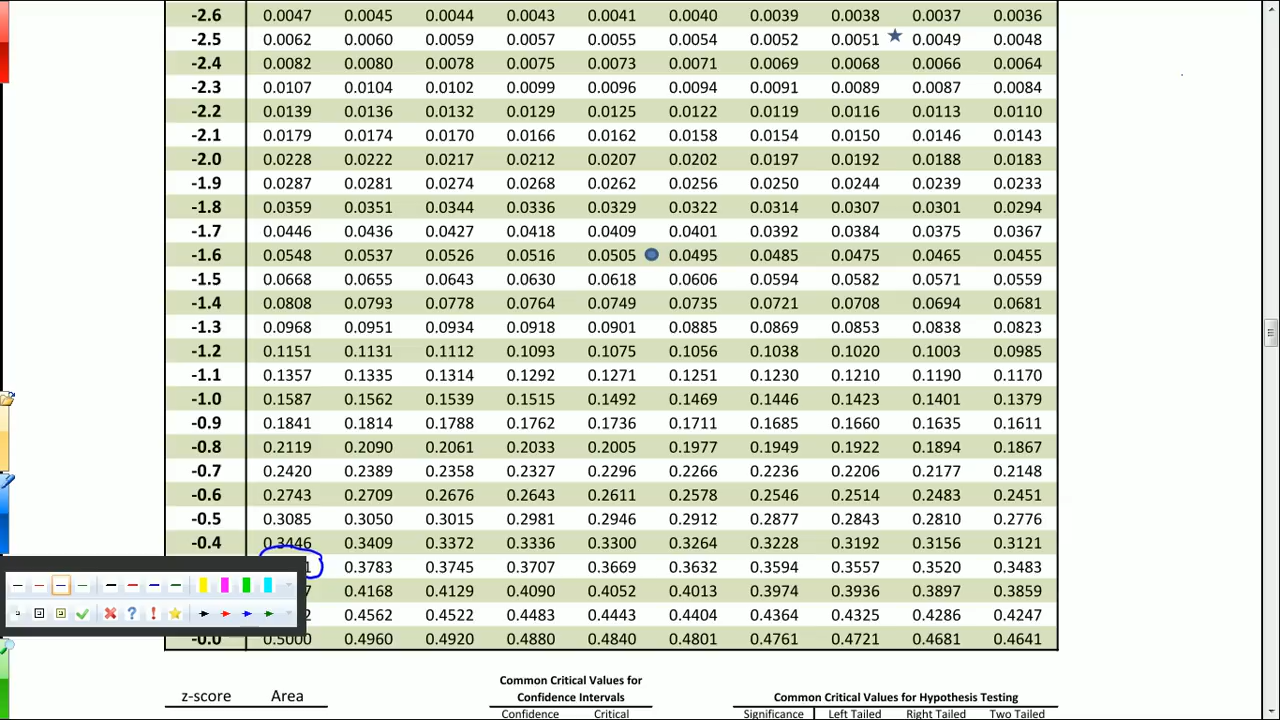 -2.6 0.0047 0.0045 0.0044 0.0043 0.0041 0.0040 0.0039 0.0038 0.0037 0.0036
-2.5 0.0062 0.0060 0.0059 0.0057 0.0055 0.0054 0.0052 0.0051 0.0049 0.0048
-2.4 0.0082 0.0080 0.0078 0.0075 0.0073 0.0071 0.0069 0.0068 0.0066 0.0064
-2.3 0.0107 0.0104 0.0102 0.0099 0.0096 0.0094 0.0091 0.0089 0.0087 0.0084
-2.2 0.0139 0.0136 0.0132 0.0129 0.0125 0.0122 0.0119 0.0116 0.0113 0.0110
-2.1 0.0179 0.0174 0.0170 0.0166 0.0162 0.0158 0.0154 0.0150 0.0146 0.0143
-2.0 0.0228 0.0222 0.0217 0.0212 0.0207 0.0202 0.0197 0.0192 0.0188 0.0183
-1.9 0.0287 0.0281 0.0274 0.0268 0.0262 0.0256 0.0250 0.0244 0.0239 0.0233
-1.8 0.0359 0.0351 0.0344 0.0336 0.0329 0.0322 0.0314 0.0307 0.0301 0.0294
-1.7 0.0446 0.0436 0.0427 0.0418 0.0409 0.0401 0.0392 0.0384 0.0375 0.0367
-1.6 0.0548 0.0537 0.0526 0.0516 0.0505 0.0495 0.0485 0.0475 0.0465 0.0455
-1.5 0.0668 0.0655 0.0643 0.0630 0.0618 0.0606 0.0594 0.0582 0.0571 0.0559
-1.4 0.0808 0.0793 0.0778 0.0764 0.0749 0.0735 0.0721 0.0708 0.0694 0.0681
-1.3 0.0968 0.0951 0.0934 0.0918 0.0901 0.0885 0.0869 0.0853 0.0838 0.0823
-1.2 0.1151 0.1131 0.1112 0.1093 0.1075 0.1056 0.1038 0.1020 0.1003 0.0985
-1.1 0.1357 0.1335 0.1314 0.1292 0.1271 0.1251 0.1230 0.1210 0.1190 0.1170
-1.0 0.1587 0.1562 0.1539 0.1515 0.1492 0.1469 0.1446 0.1423 0.1401 0.1379
-0.9 0.1841 0.1814 0.1788 0.1762 0.1736 0.1711 0.1685 0.1660 0.1635 0.1611
-0.8 0.2119 0.2090 0.2061 0.2033 0.2005 0.1977 0.1949 0.1922 0.1894 0.1867
-0.7 0.2420 0.2389 0.2358 0.2327 0.2296 0.2266 0.2236 0.2206 0.2177 0.2148
-0.6 0.2743 0.2709 0.2676 0.2643 0.2611 0.2578 0.2546 0.2514 0.2483 0.2451
-0.5 0.3085 0.3050 0.3015 0.2981 0.2946 0.2912 0.2877 0.2843 0.2810 0.2776
-0.4 0.3446 0.3409 0.3372 0.3336 0.3300 0.3264 0.3228 0.3192 0.3156 0.3121
0.3783 0.3745 0.3707 0.3669 0.3632 0.3594 0.3557 0.3520 0.3483
0.4168 0.4129 0.4090 0.4052 0.4013 0.3974 0.3936 0.3897 0.3859
0.4562 0.4522 0.4483 0.4443 0.4404 0.4364 0.4325 0.4286 0.4247
-0.0 0.5000 0.4960 0.4920 0.4880 0.4840 0.4801 0.4761 0.4721 0.4681 0.4641
z-score Area
Common Critical Values for
Confidence Intervals
Confidence Critical
Common Critical Values for Hypothesis Testing
Significance Left Tailed Right Tailed Two Tailed